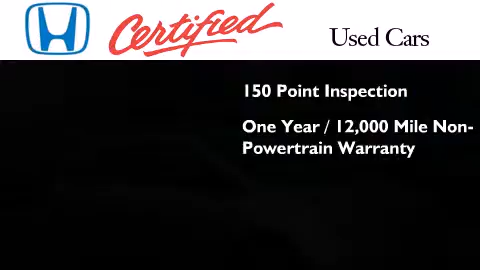 Certified Used Cars
150 Point Inspection
One Year / 12,000 Mile Non-
Powertrain Warranty